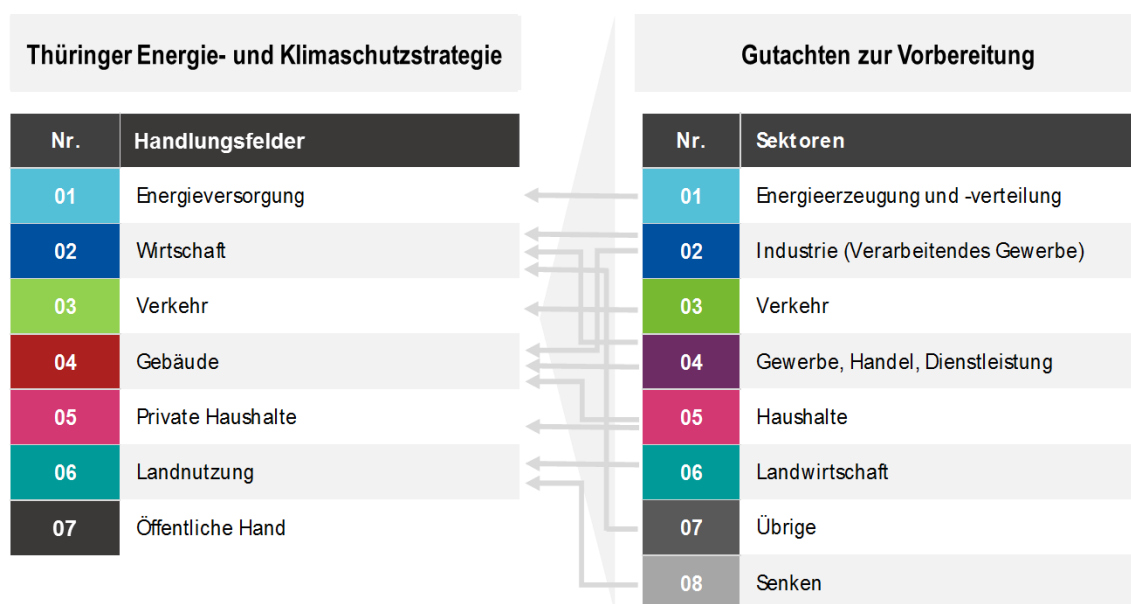 Thüringer Energie- und Klimaschutzstrategie
Nr. Handlungsfelder
01 Energieversorgung
02 Wirtschaft
03 Verkehr
04 Gebäude
05 Private Haushalte
06 Landnutzung
07 Öffentliche Hand
Gutachten zur Vorbereitung
Nr. Sektoren
01 Energieerzeugung und -verteilung
02 Industrie (Verarbeitendes Gewerbe)
03 Verkehr
04 Gewerbe, Handel, Dienstleistung
05 Haushalte
06 Landwirtschaft
07 Übrige
08 Senken